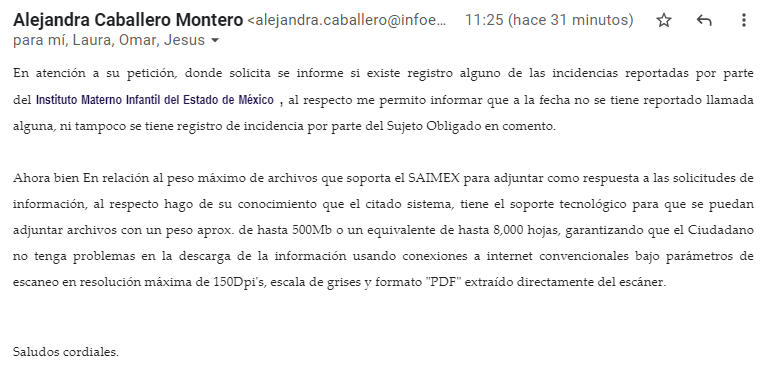 Alejandra Caballero Montero <alejandra.caballero@infoe... 11:25 (hace 31 minutos)
para mí, Laura, Omar, Jesus
En atención a su petición, donde solicita se informe si existe registro alguno de las incidencias reportadas por parte
del Instituto Materno Infantil del Estado de México , al respecto me permito informar que a la fecha no se tiene reportado llamada
alguna, ni tampoco se tiene registro de incidencia por parte del Sujeto Obligado en comento.
Ahora bien En relación al peso máximo de archivos que soporta el SAIMEX para adjuntar como respuesta a las solicitudes de
información, al respecto hago de su conocimiento que el citado sistema, tiene el soporte tecnológico para que se puedan
adjuntar archivos con un peso aprox. de hasta 500Mb o un equivalente de hasta 8,000 hojas, garantizando que el Ciudadano
no tenga problemas en la descarga de la información usando conexiones a internet convencionales bajo parámetros de
escaneo en resolución máxima de 150Dpi's, escala de grises y formato "PDF" extraído directamente del escáner.
Saludos cordiales.